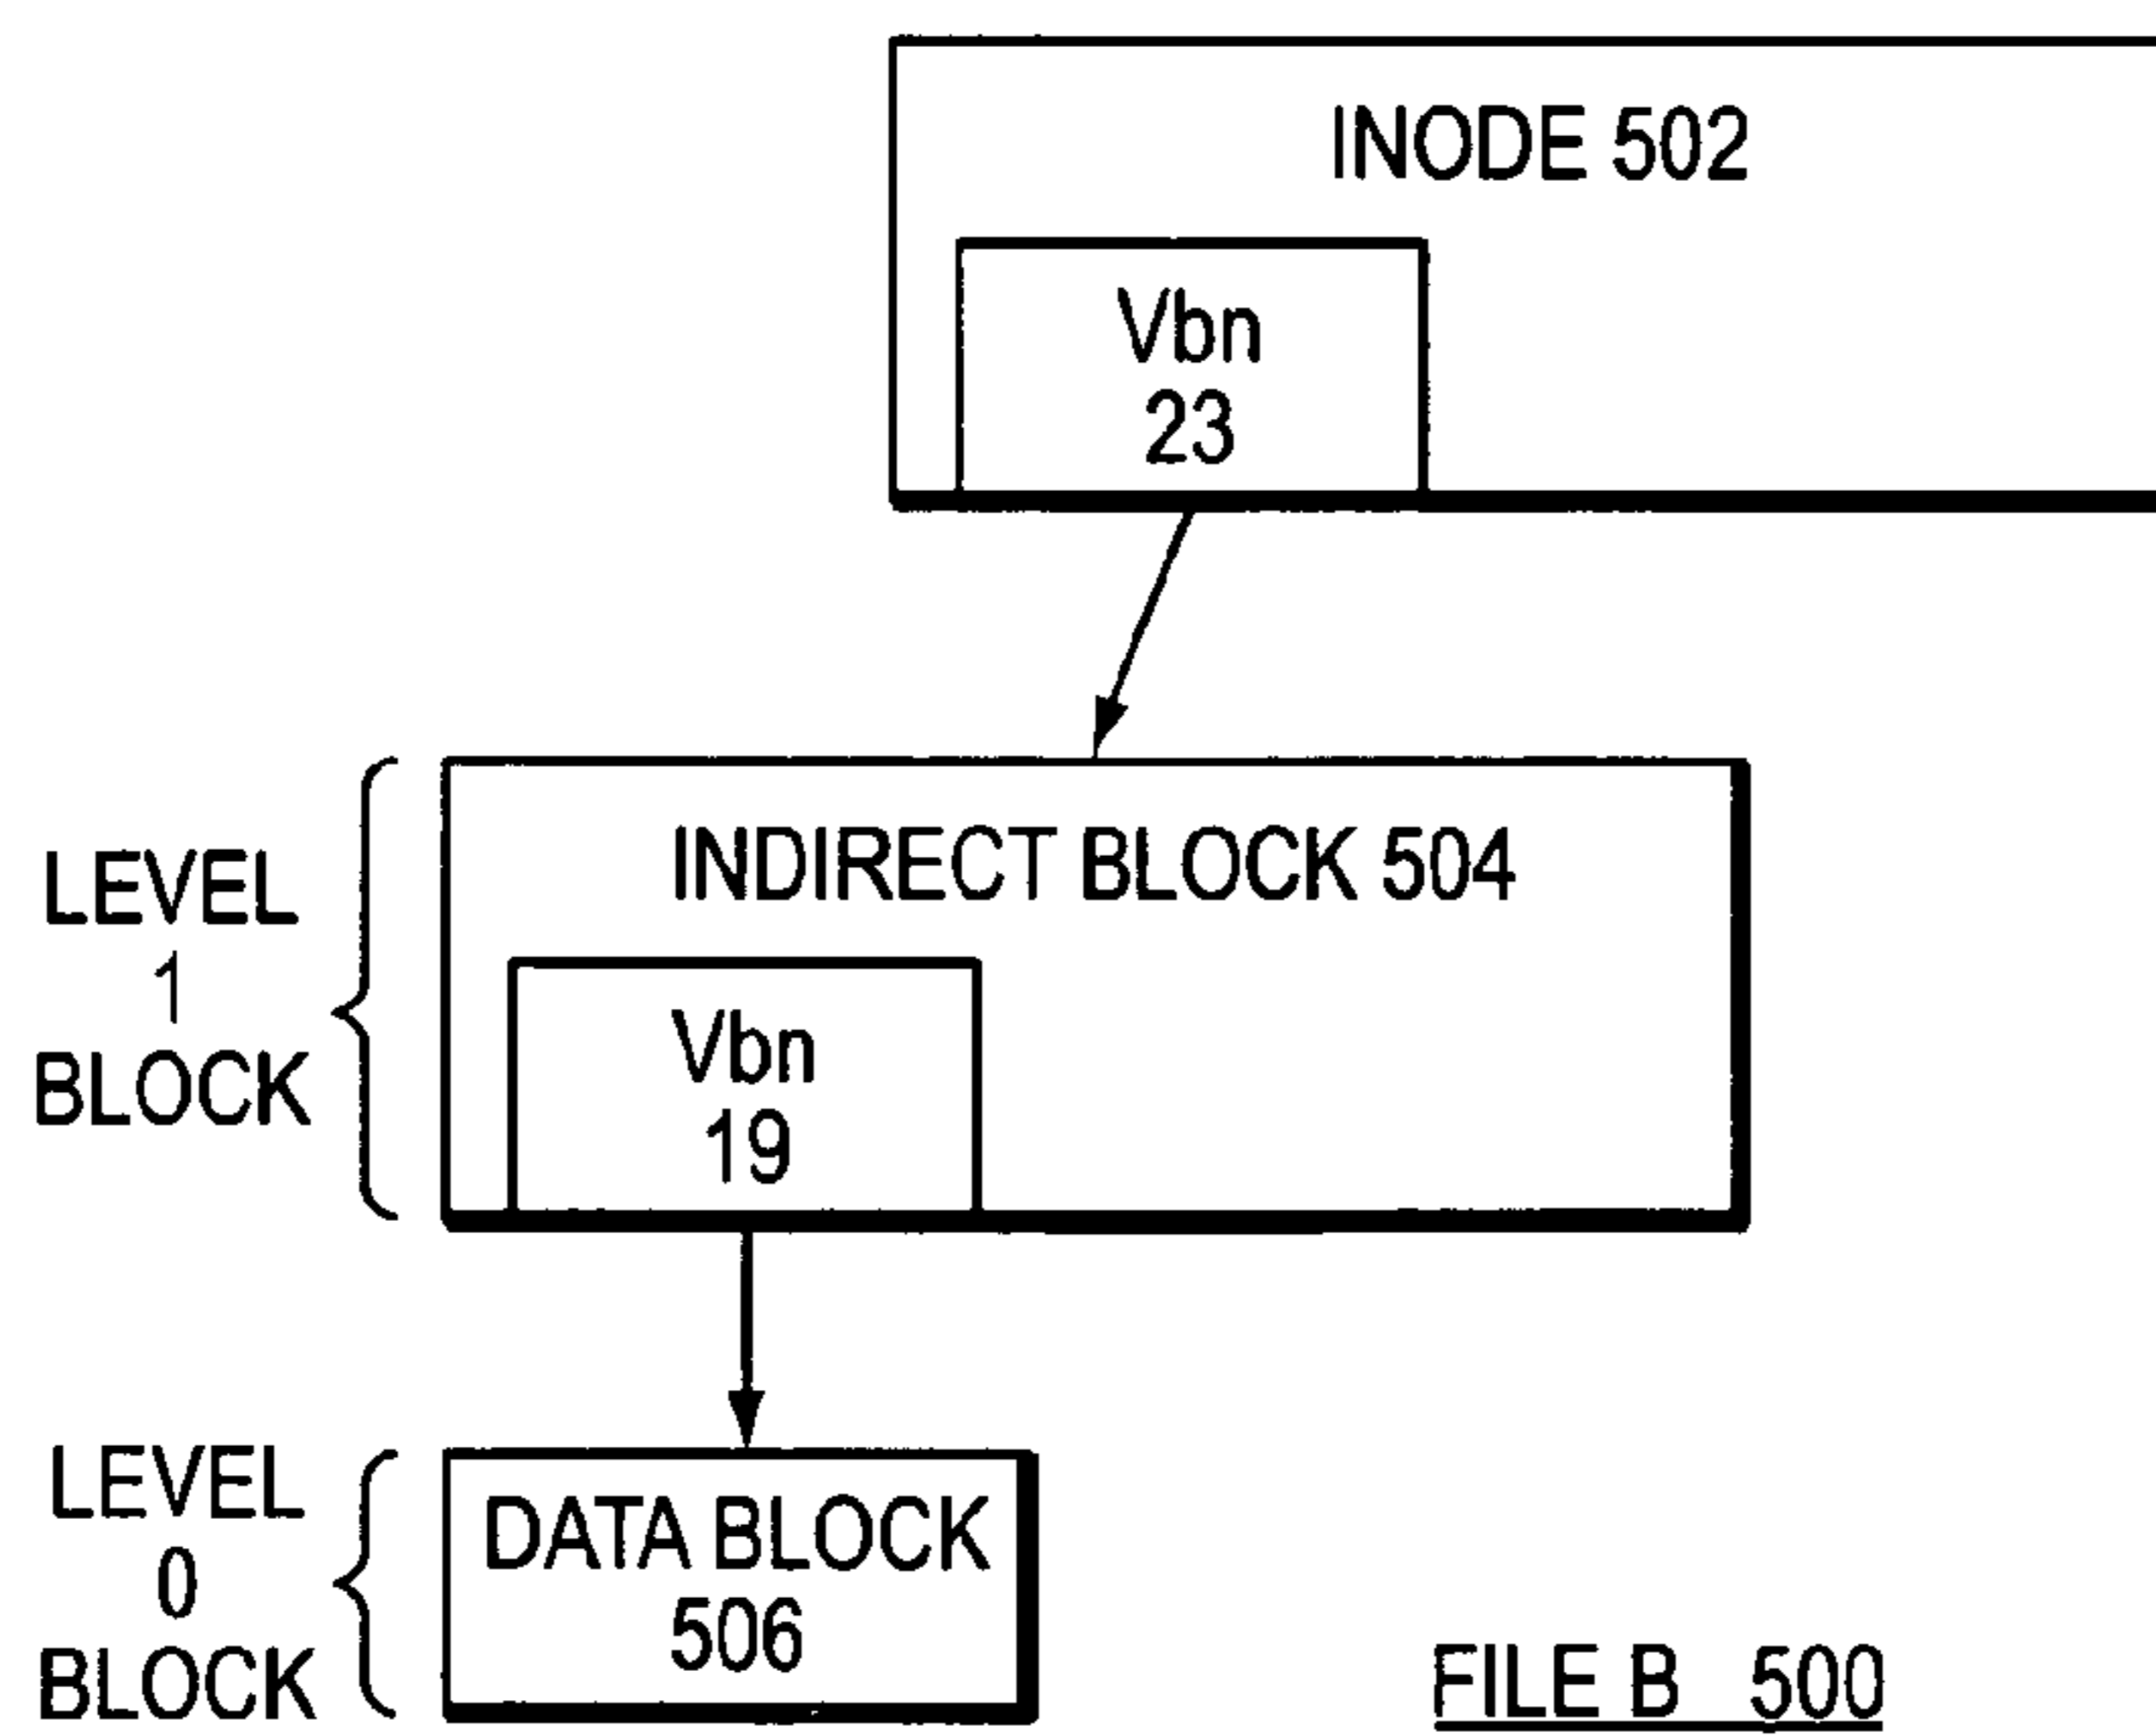 INODE 502
Vbn
23
LEVEL
1
BLOCK
INDIRECT BLOCK 504
Vbn
19
LEVEL
0
BLOCK
DATA BLOCK
506
FILE B 500